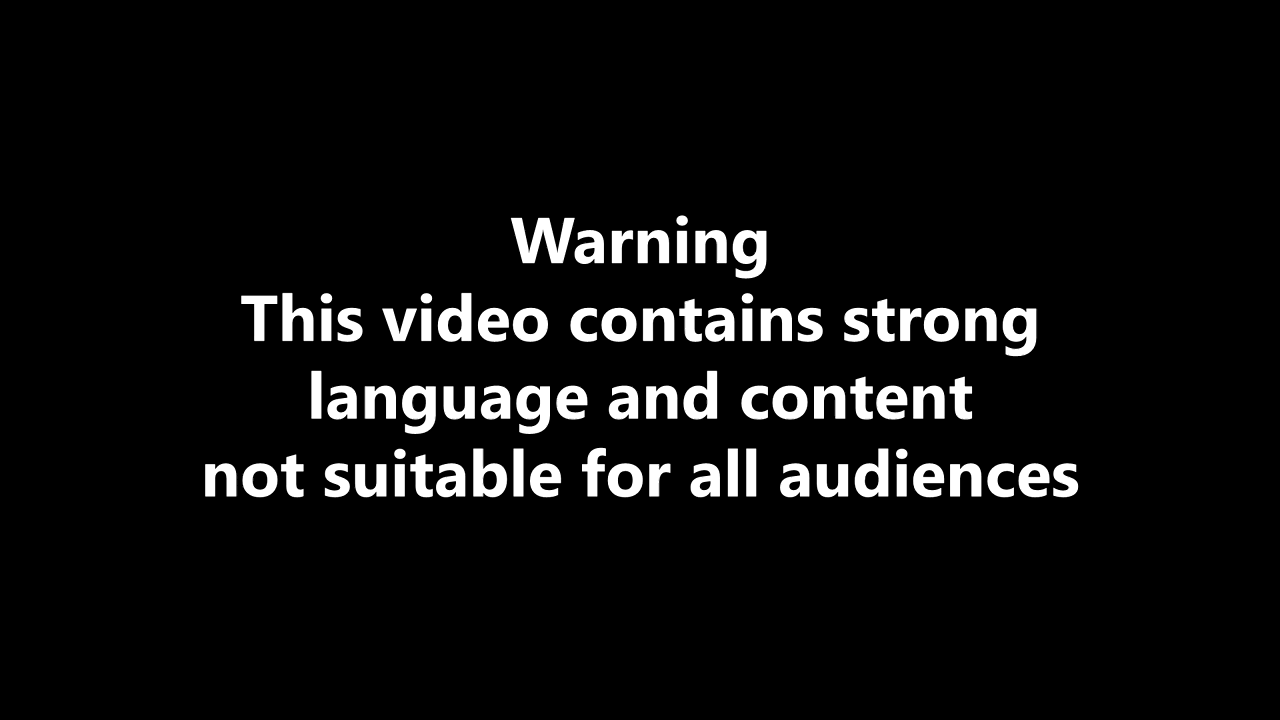 Warning
This video contains strong
language and content
not suitable for all audiences